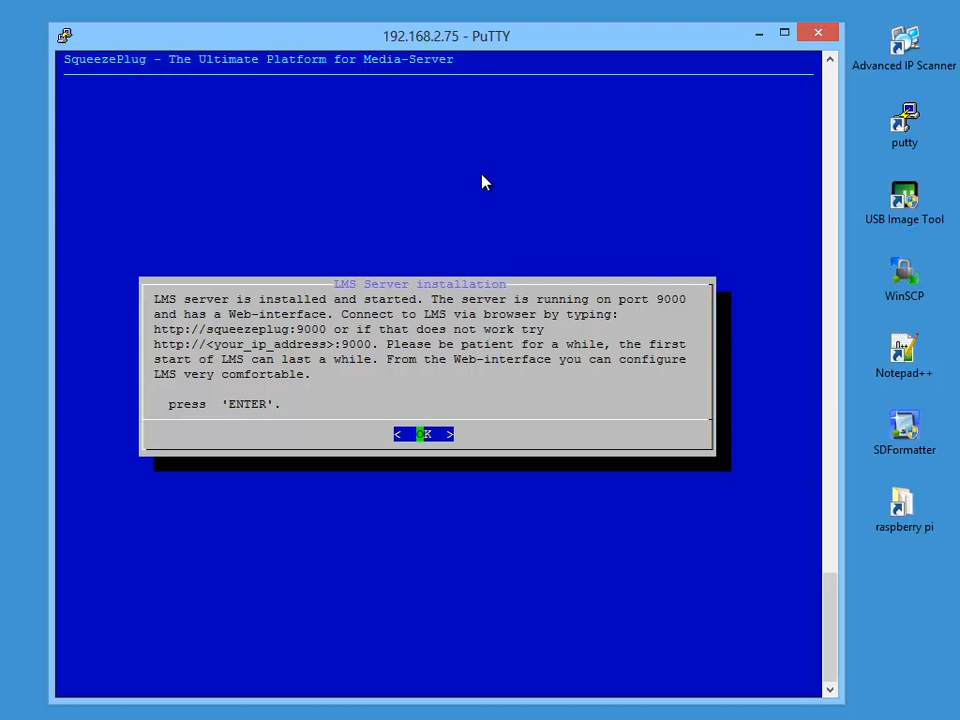 192.168.2.75 - PuTTY
SqueezePlug - The Ultimate Platform for Media-Server
LMS Server installation
LMS server is installed and started. The server is running on port 9000
and has a Web-interface. Connect to LMS via browser by typing:
http://squeezeplug:9000 or if that does not work try
http://<your_ip_address>:9000. Please be patient for a while, the first
start of LMS can last a while. From the Web-interface you can configure
LMS very comfortable.
press 'ENTER'.
< OK >
Advanced IP Scanner
putty
USB Image Tool
WinSCP
Notepad++
SDFormatter
raspberry pi